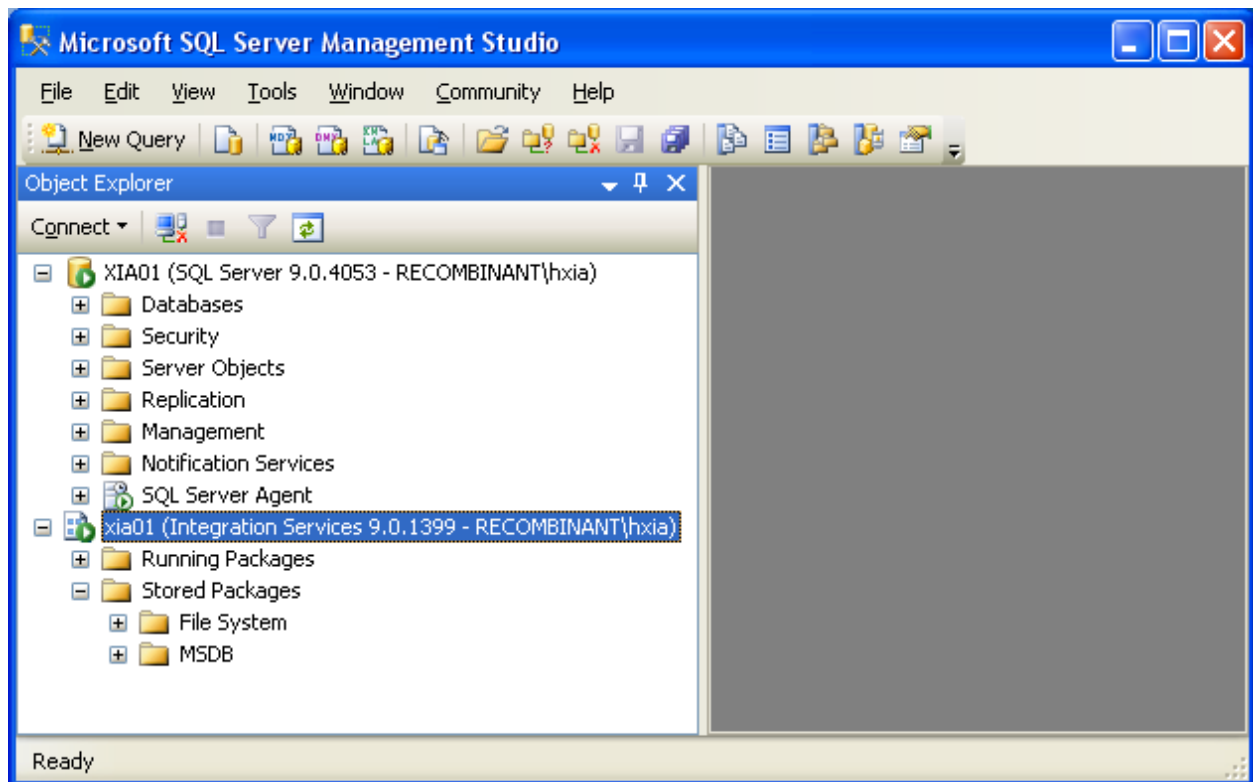 Microsoft SQL Server Management Studio
File Edit View Tools Window Community Help
New Query
Object Explorer
Connect
XIA01 (SQL Server 9.0.4053 - RECOMBINANT\hxia)
Databases
Security
Server Objects
Replication
Management
Notification Services
SQL Server Agent
xia01 (Integration Services 9.0.1399 - RECOMBINANT\hxia)
Running Packages
Stored Packages
File System
MSDB
Ready